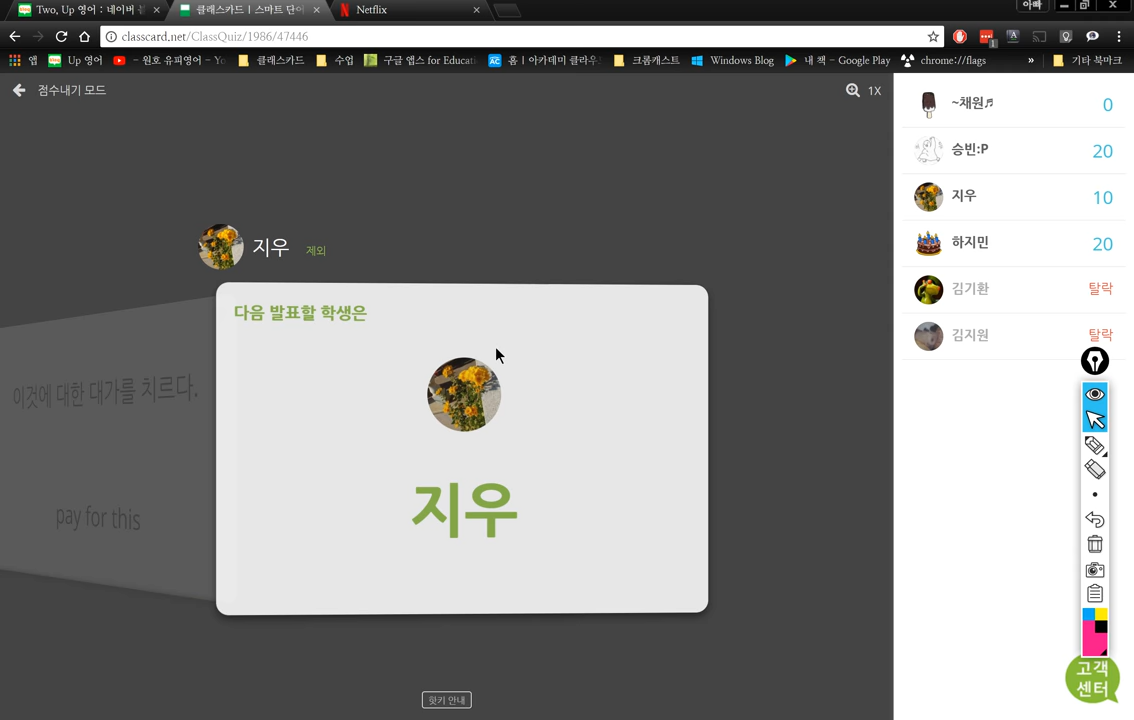 Two, Up 영어 : 네이버 블
클래스카드 | 스마트 단어
Netflix
아빠
classcard.net/ClassQuiz/1986/47446
앱
Up 영어
- 원호 유피영어 - Yo
클래스카드
수업
구글 앱스 for Educati
홈 | 아카데미 클라우
크롬캐스트
Windows Blog
내 책 - Google Play
chrome://flags
»
기타 북마크
점수내기 모드
1X
지우 제외
다음 발표할 학생은
지우
이것에 대한 대가를 치르다.
pay for this
핫키 안내
~채원♬ 0
승빈:P 20
지우 10
하지민 20
김기환 탈락
김지원 탈락
고객
센터